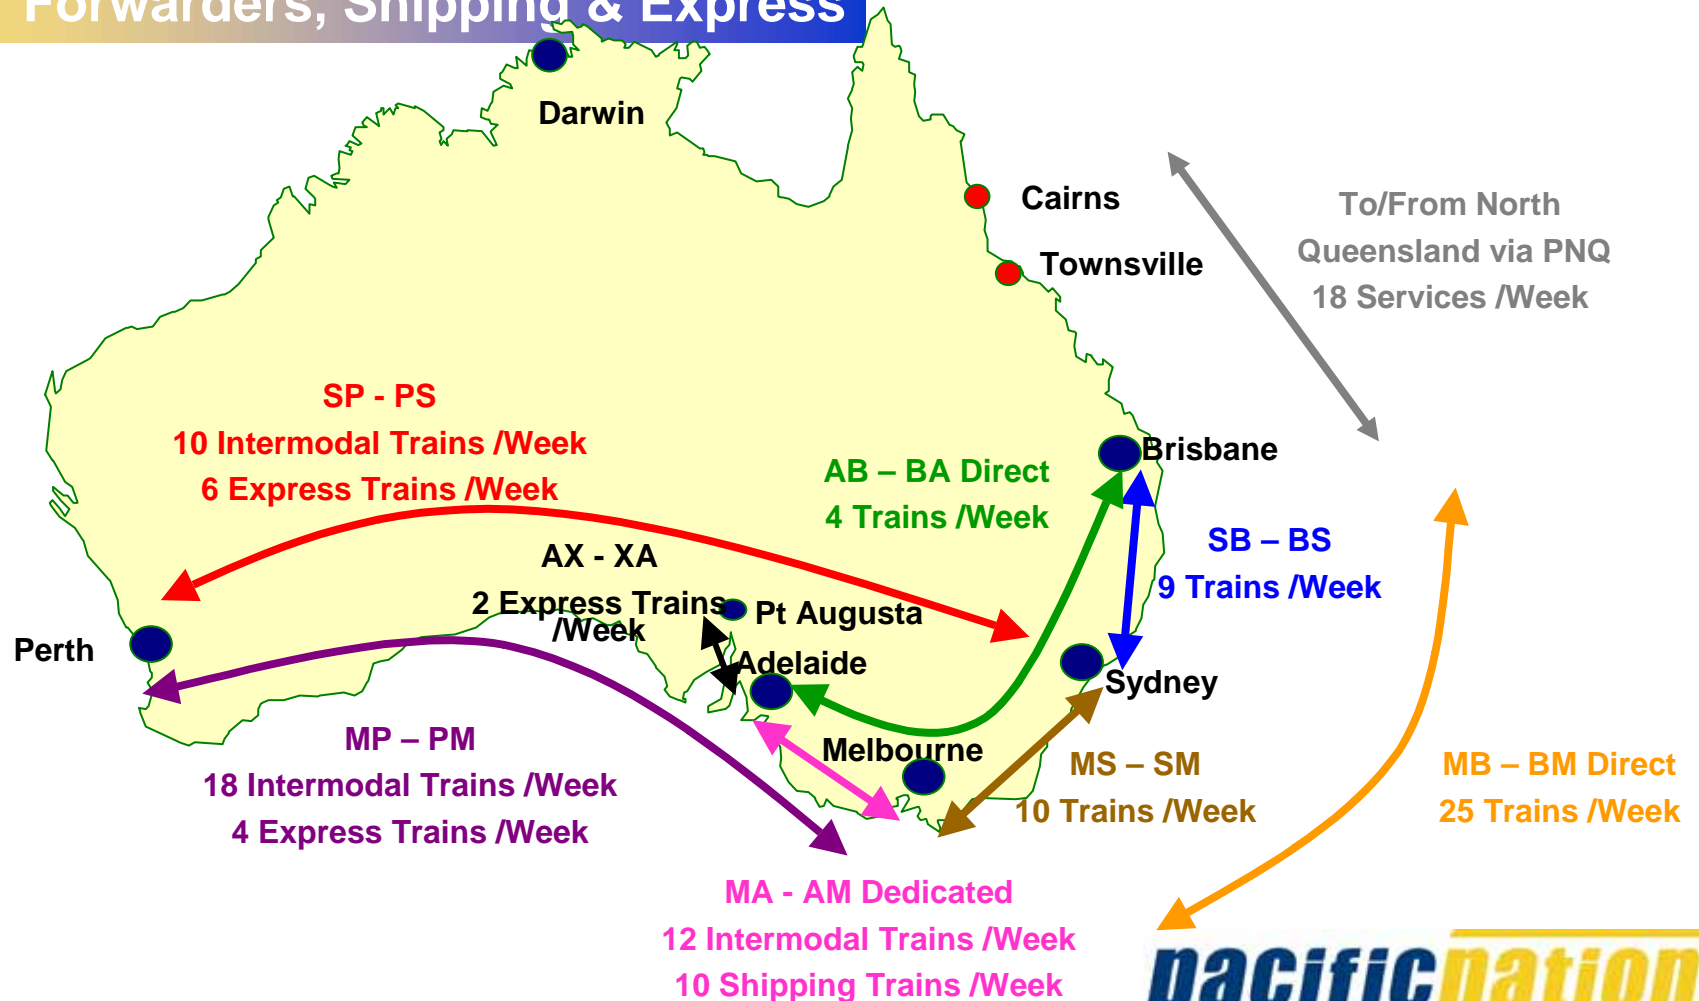 Forwarders, Shipping & Express
Darwin
Cairns
To/From North
Queensland via PNQ
18 Services /Week
Townsville
SP - PS
10 Intermodal Trains /Week
6 Express Trains /Week
AB – BA Direct
4 Trains /Week
Brisbane
SB – BS
9 Trains /Week
AX - XA
2 Express Trains
/Week
Pt Augusta
Perth
Adelaide
Sydney
MP – PM
18 Intermodal Trains /Week
4 Express Trains /Week
Melbourne
MS – SM
10 Trains /Week
MB – BM Direct
25 Trains /Week
MA - AM Dedicated
12 Intermodal Trains /Week
10 Shipping Trains /Week
pacificnation